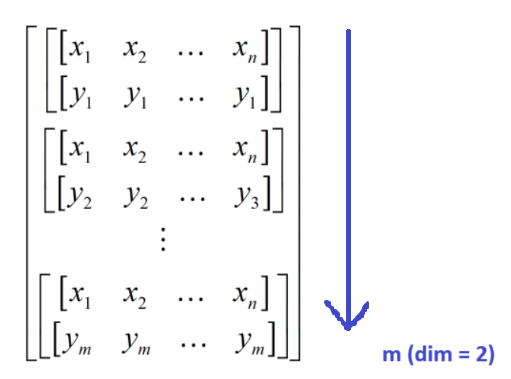 [[[x₁ x₂ … xₙ]]
[[y₁ y₁ … y₁]]
[[x₁ x₂ … xₙ]]
[[y₂ y₂ … y₃]]
⋮
[[x₁ x₂ … xₙ]]
[[yₘ yₘ … yₘ]]]
m (dim = 2)